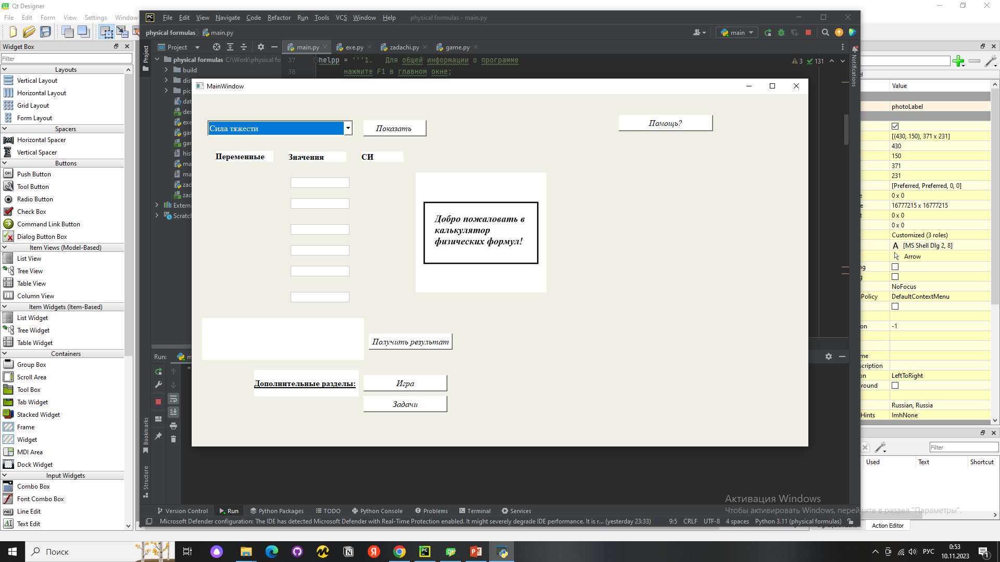 Qt Designer
File Edit Form View Settings Window
Widget Box
Filter
Layouts
Vertical Layout
Horizontal Layout
Grid Layout
Form Layout
Spacers
Horizontal Spacer
Vertical Spacer
Buttons
Push Button
Tool Button
Radio Button
Check Box
Command Link Button
Dialog Button Box
Item Views (Model-Based)
List View
Tree View
Table View
Column View
Item Widgets (Item-Based)
List Widget
Tree Widget
Table Widget
Containers
Group Box
Scroll Area
Tool Box
Tab Widget
Stacked Widget
Frame
Widget
MDI Area
Dock Widget
Input Widgets
Combo Box
Font Combo Box
Line Edit
Text Edit
File Edit View Navigate Code Refactor Run Tools VCS Window Help physical formulas - main.py
physical formulas main.py
main
Project
Project
main.py exe.py zadachi.py game.py
physical formulas C:\Work\physical fo
build
dis
pic
dat
des
exe
gar
gar
hist
ma
ma
zad
zad
Extern
Scratch
37 helpp = '''1. Для общей информации о программе
38 нажмите F1 в главном окне;
3 131
Notifications
MainWindow
Сила тяжести
Показать
Помощь?
Переменные Значения СИ
Добро пожаловать в
калькулятор
физических формул!
Получить результат
Дополнительные разделы:
Игра
Задачи
Run: m
"
Bookmarks
Structure
Version Control Run Python Packages TODO Python Console Problems Terminal Services
Microsoft Defender configuration: The IDE has detected Microsoft Defender with Real-Time Protection enabled. It might severely degrade IDE performance. It is r... (yesterday 23:33)
9:5 CRLF UTF-8 4 spaces Python 3.11 (physical formulas)
Value
photoLabel
[(430, 150), 371 x 231]
430
150
371
231
[Preferred, Preferred, 0, 0]
0 x 0
16777215 x 16777215
0 x 0
0 x 0
Customized (3 roles)
A [MS Shell Dlg 2, 8]
Arrow
NoFocus
Policy DefaultContextMenu
on -1
me
scription
on LeftToRight
round
Russian, Russia
Hints ImhNone
Filter
Used Text Shortcut
Активация Windows
Чтобы активировать Windows, перейдите в раздел "Параметры".
Action Editor
Поиск
РУС
0:53
10.11.2023
1